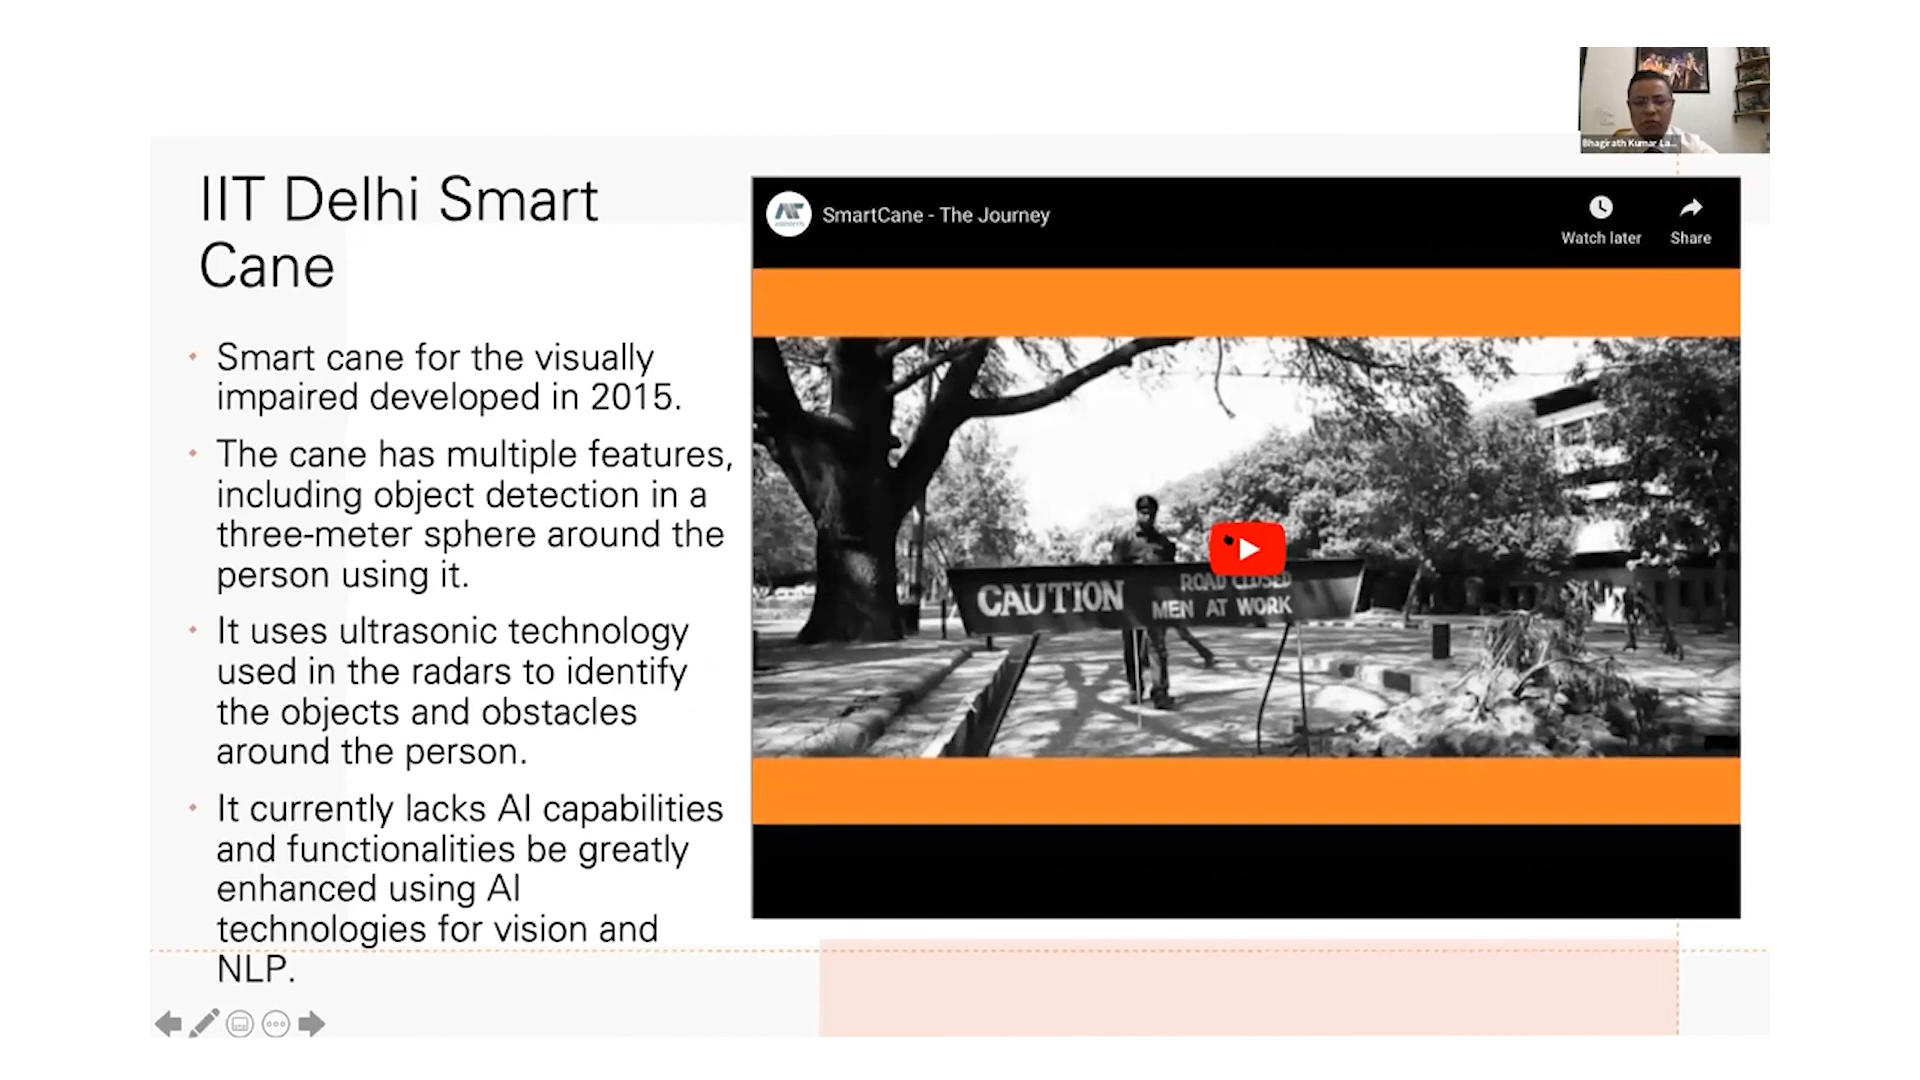 Bhagirath Kumar La...
IIT Delhi Smart
Cane
Smart cane for the visually
impaired developed in 2015.
The cane has multiple features,
including object detection in a
three-meter sphere around the
person using it.
It uses ultrasonic technology
used in the radars to identify
the objects and obstacles
around the person.
It currently lacks AI capabilities
and functionalities be greatly
enhanced using AI
technologies for vision and
NLP.
SmartCane - The Journey
Watch later
Share
CAUTION
ROAD CLOSED
MEN AT WORK